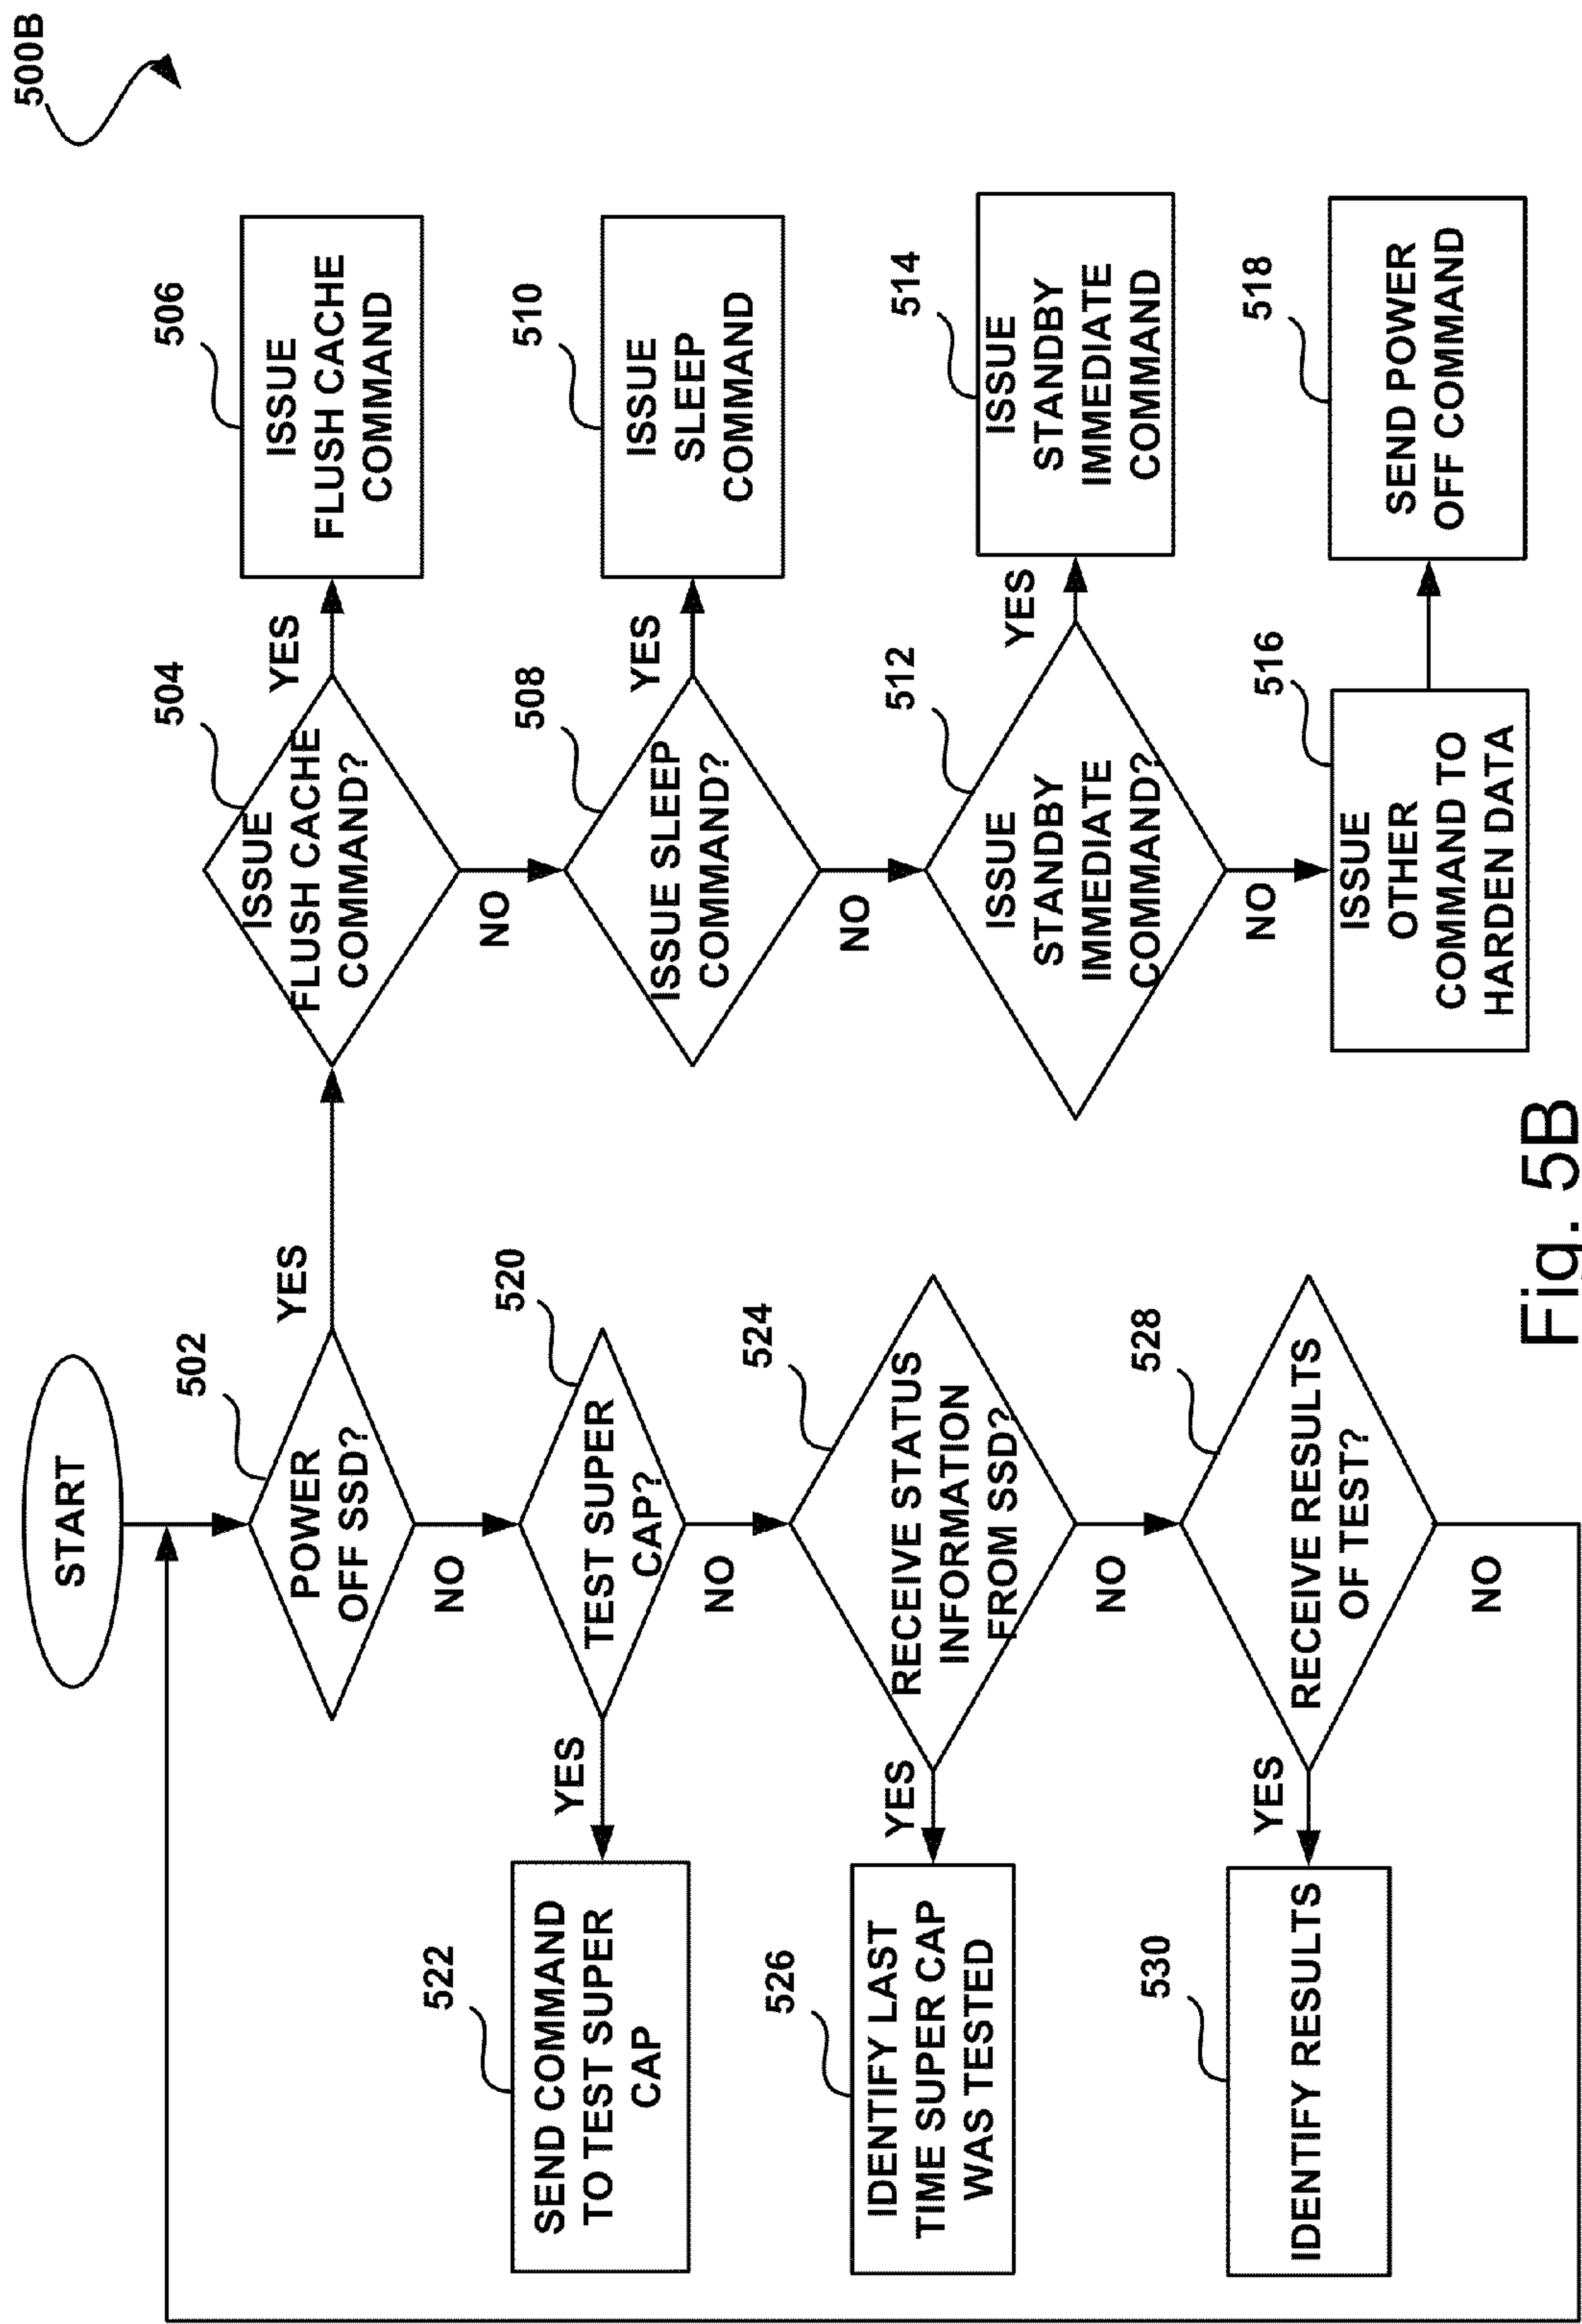 500B
START
502
POWER
OFF SSD?
YES
NO
504
ISSUE
FLUSH CACHE
COMMAND?
YES
NO
506
ISSUE
FLUSH CACHE
COMMAND
520
TEST SUPER
CAP?
YES
NO
522
SEND COMMAND
TO TEST SUPER
CAP
508
ISSUE SLEEP
COMMAND?
YES
NO
510
ISSUE
SLEEP
COMMAND
524
RECEIVE STATUS
INFORMATION
FROM SSD?
YES
NO
526
IDENTIFY LAST
TIME SUPER CAP
WAS TESTED
512
ISSUE
STANDBY
IMMEDIATE
COMMAND?
YES
NO
514
ISSUE
STANDBY
IMMEDIATE
COMMAND
528
RECEIVE RESULTS
OF TEST?
YES
NO
530
IDENTIFY RESULTS
516
ISSUE
OTHER
COMMAND TO
HARDEN DATA
518
SEND POWER
OFF COMMAND
Fig. 5B